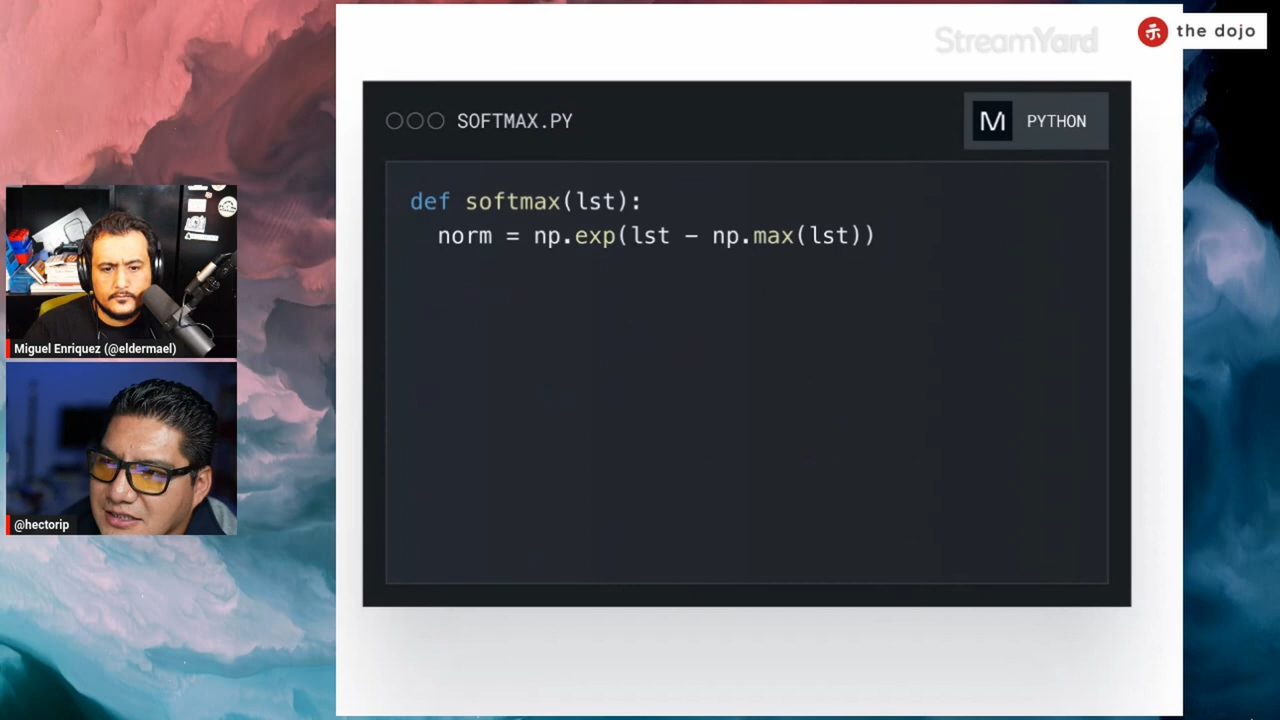 StreamYard
the dojo
SOFTMAX.PY
PYTHON
def softmax(lst):
norm = np.exp(lst - np.max(lst))
Miguel Enriquez (@eldermael)
@hectorip